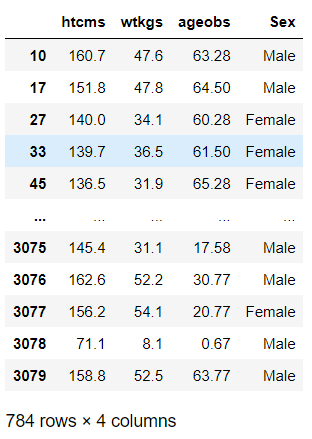 htcms wtkgs ageobs Sex
10 160.7 47.6 63.28 Male
17 151.8 47.8 64.50 Male
27 140.0 34.1 60.28 Female
33 139.7 36.5 61.50 Female
45 136.5 31.9 65.28 Female
... ... ... ... ...
3075 145.4 31.1 17.58 Male
3076 162.6 52.2 30.77 Male
3077 156.2 54.1 20.77 Female
3078 71.1 8.1 0.67 Male
3079 158.8 52.5 63.77 Male
784 rows × 4 columns